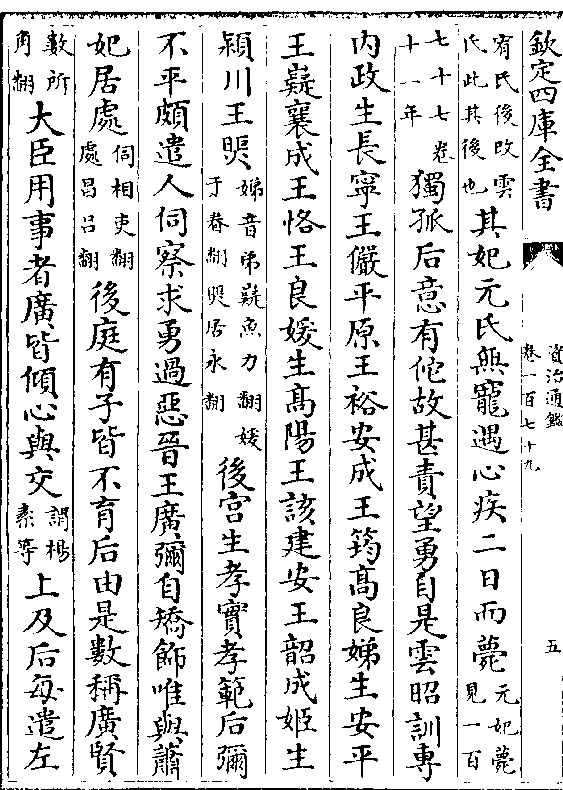 欽定四庫全書
資治通鑑
卷一百七十九
五
宥氏後改雲氏此其後也其妃元氏無寵遇心疾二日而薨元妃薨見一百
七十七卷十一年獨孤后意有佗故甚責望勇自是雲昭訓專
内政生長寧王儼平原王裕安成王筠高良娣生安平
王嶷襄成王恪王良媛生髙陽王該建安王韶成姬生
潁川王煚娣音弟嶷魚力翻媛于眷翻煚居永翻後宮生孝實孝範后彌
不平頗遣人伺察求勇過惡晉王廣彌自矯飾唯與蕭
妃居處伺相吏翻處昌吕翻後庭有子皆不育后由是數稱廣賢
數所角翻大臣用事者廣皆傾心與交謂楊素等上及后每遣左